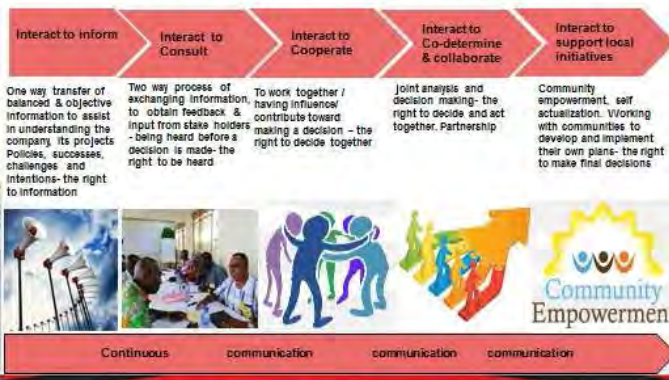 Interact to inform
Interact to
Consult
Interact to
Cooperate
Interact to
Co-determine
& collaborate
Interact to
support local
initiatives
One way transfer of
balanced & objective
information to assist
in understanding the
company, its projects
Policies, successes,
challenges and
Intentions- the right
to information
Two way process of
exchanging information,
to obtain feedback &
input from stake holders
- being heard before a
decision is made- the
right to be heard
To work together /
having influence/
contribute toward
making a decision – the
right to decide together
Joint analysis and
decision making- the
right to decide and act
together. Partnership
Community
empowerment, self
actualization. Working
with communities to
develop and implement
their own plans- the right
to make final decisions
Community
Empowermen
Continuous communication communication communication